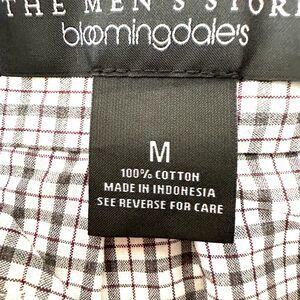 THE MEN'S STORE
bloomingdale's
M
100% COTTON
MADE IN INDONESIA
SEE REVERSE FOR CARE